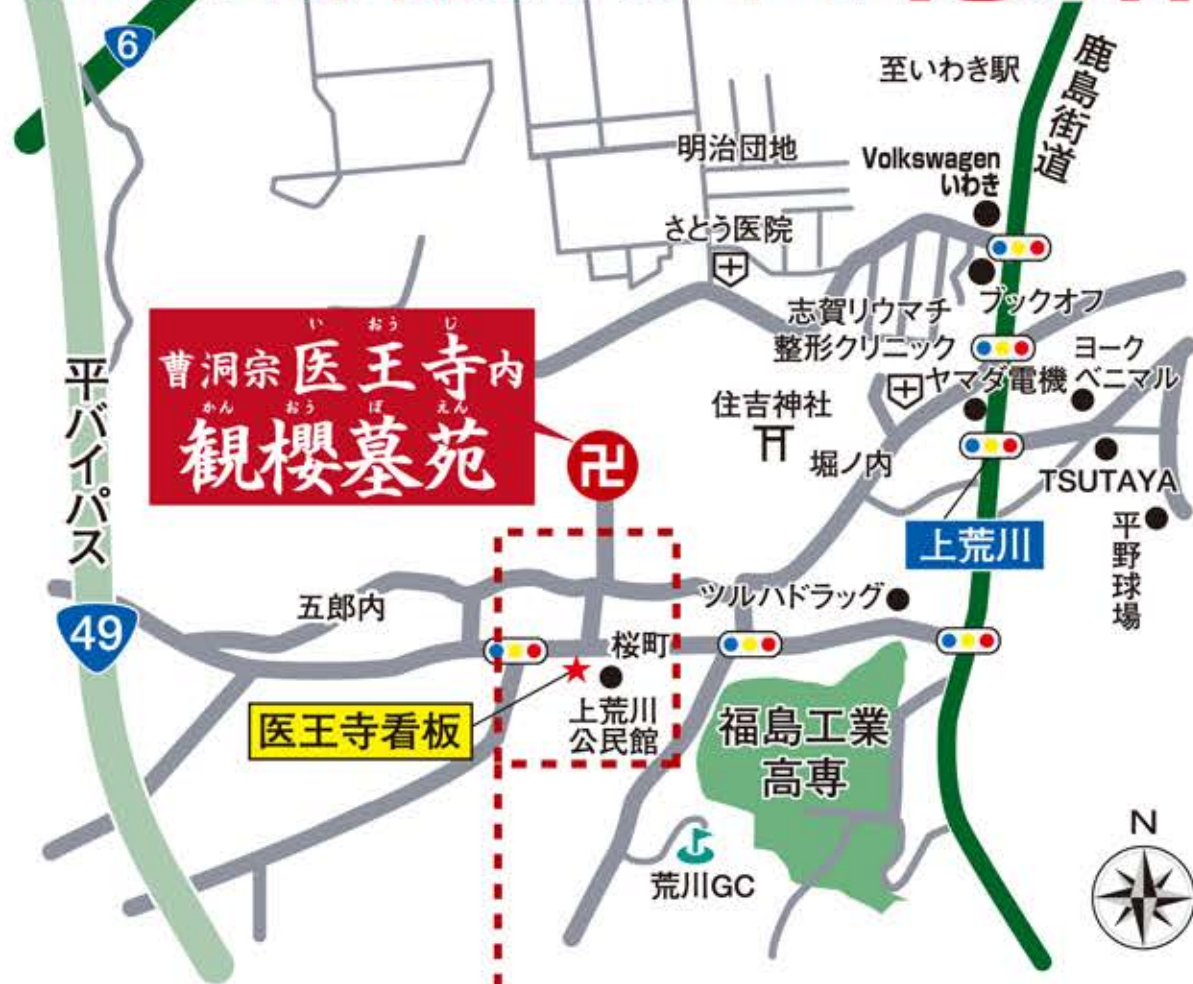 6
至いわき駅
鹿島街道
明治団地
Volkswagen
いわき
さとう医院
志賀リウマチ
整形クリニック
ブックオフ
ヤマダ電機
ヨーク
ベニマル
い おう じ
曹洞宗 医王寺内
かん おう ぼ えん
観櫻墓苑
卍
住吉神社
堀ノ内
TSUTAYA
上荒川
平野球場
平バイパス
49
五郎内
ツルハドラッグ
桜町
医王寺看板
上荒川
公民館
福島工業
高専
荒川GC
N